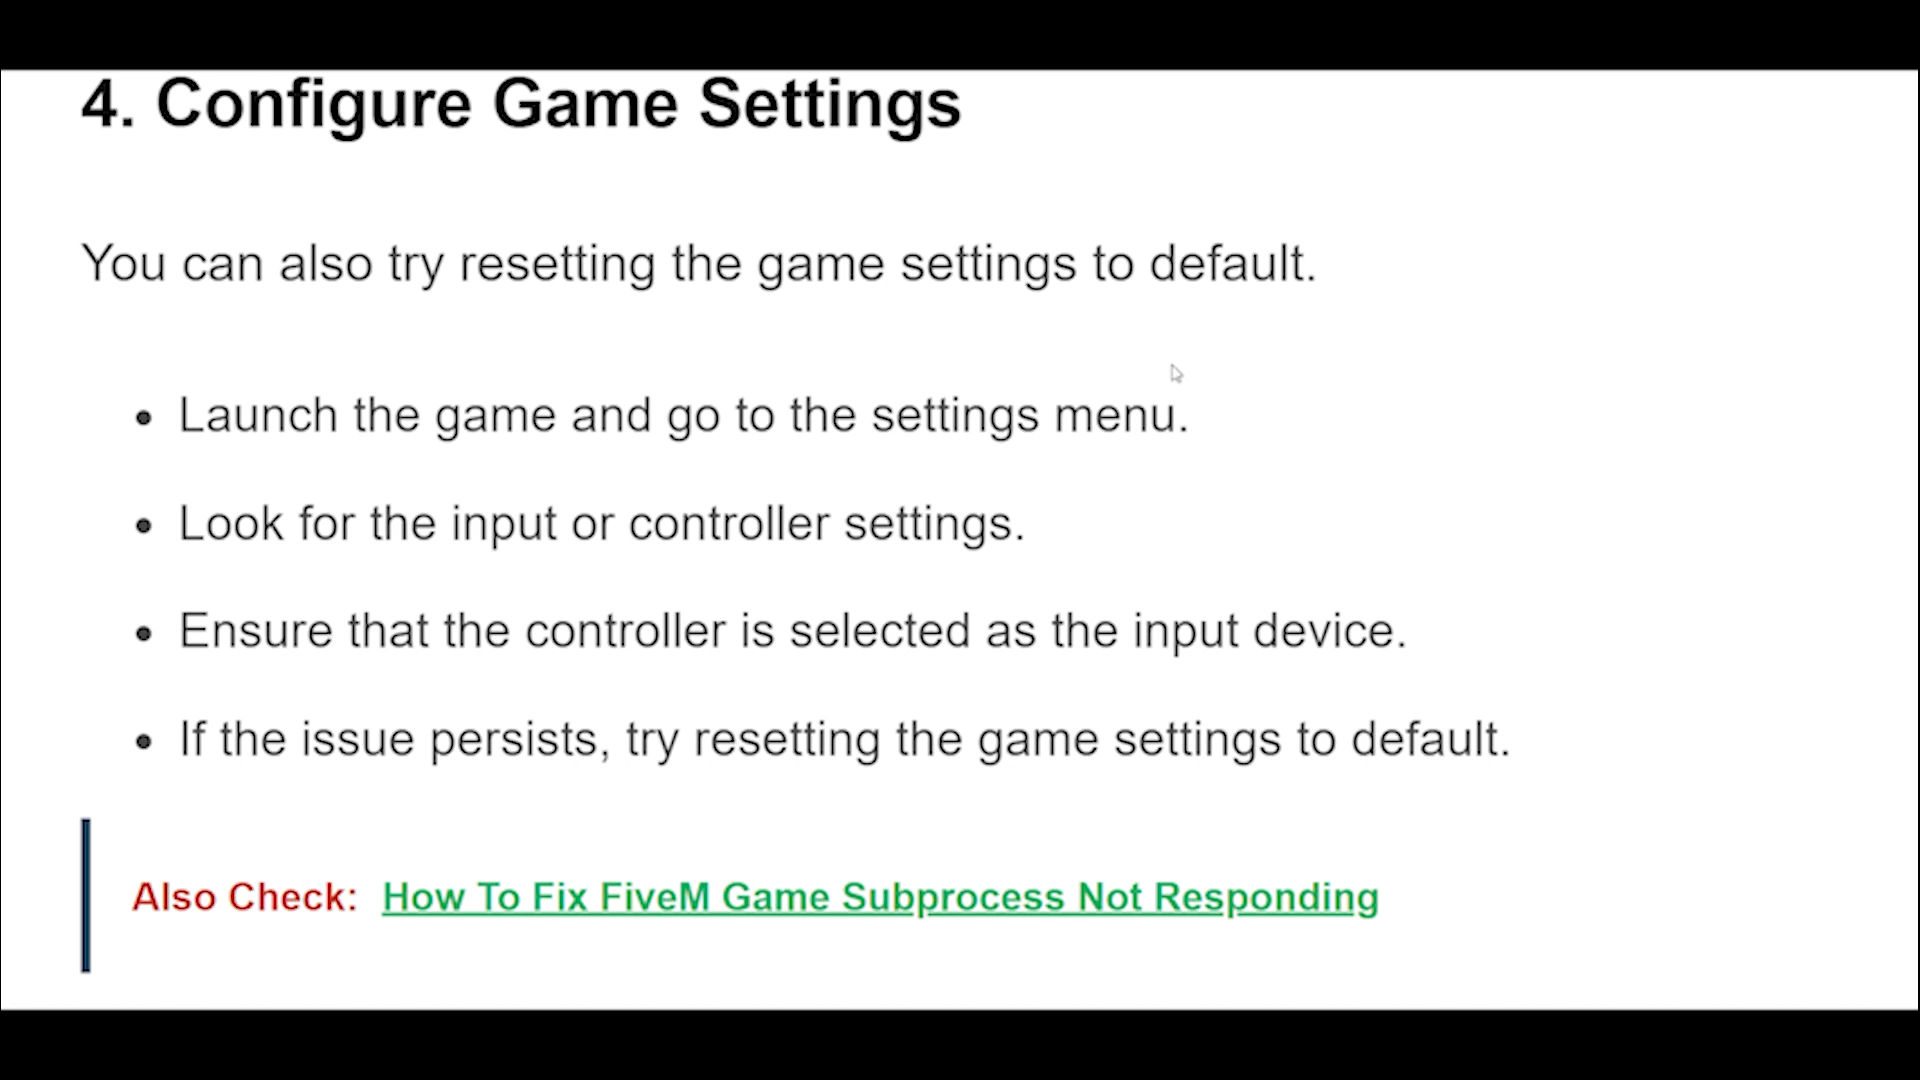 4. Configure Game Settings
You can also try resetting the game settings to default.
• Launch the game and go to the settings menu.
• Look for the input or controller settings.
• Ensure that the controller is selected as the input device.
• If the issue persists, try resetting the game settings to default.
Also Check: How To Fix FiveM Game Subprocess Not Responding